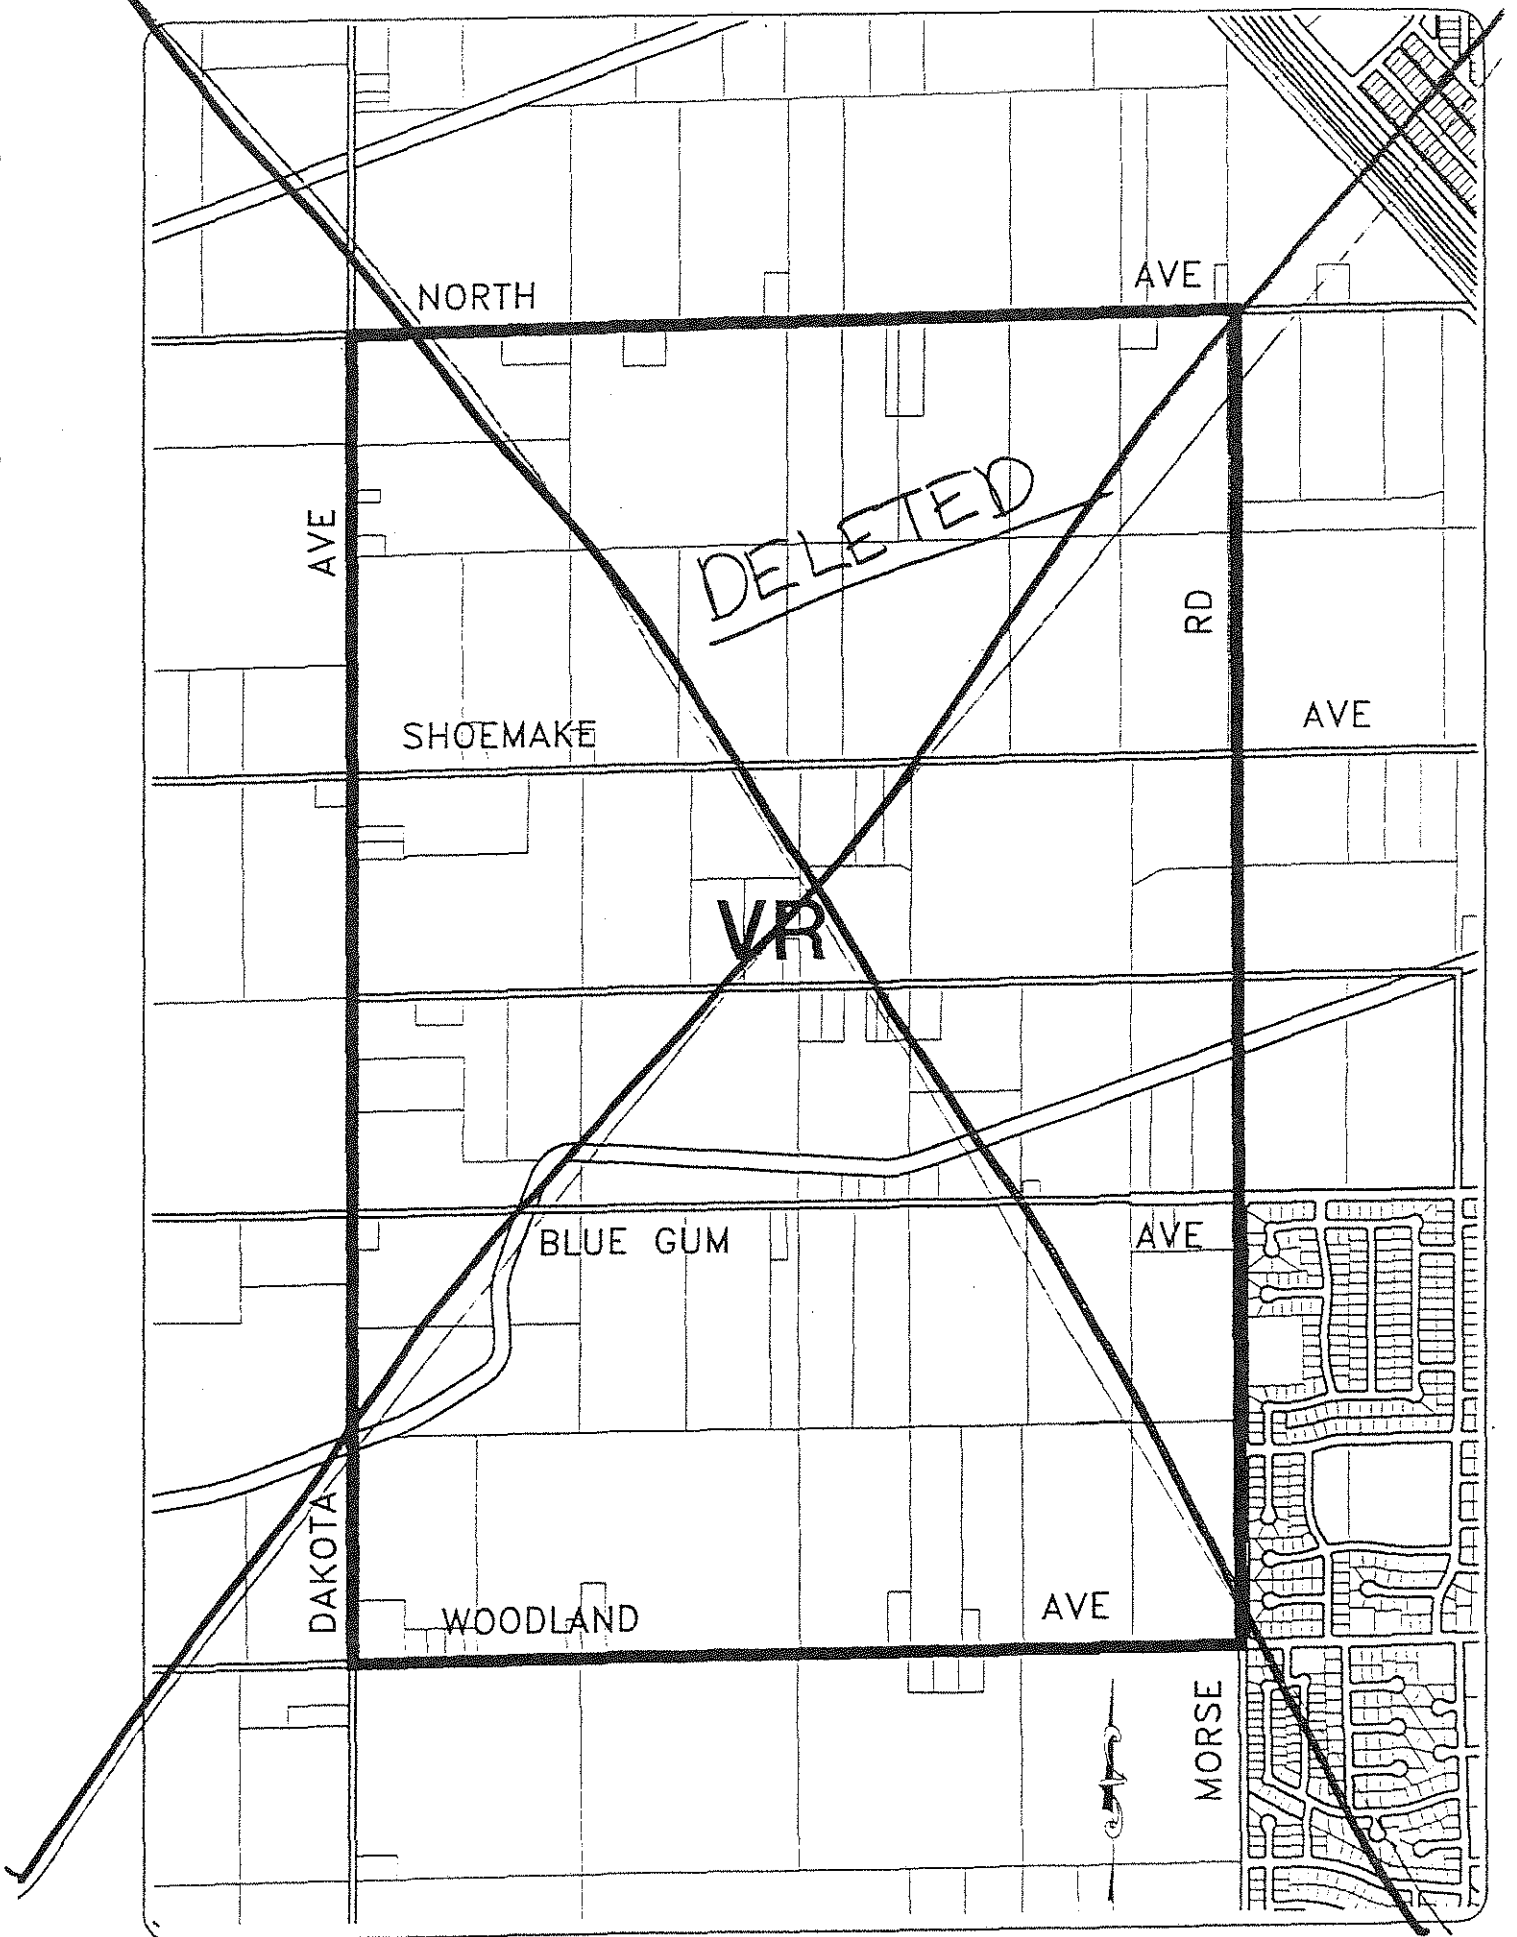 NORTH AVE
DELETED
AVE
RD
SHOEMAKE AVE
VR
BLUE GUM AVE
DAKOTA
WOODLAND AVE
MORSE